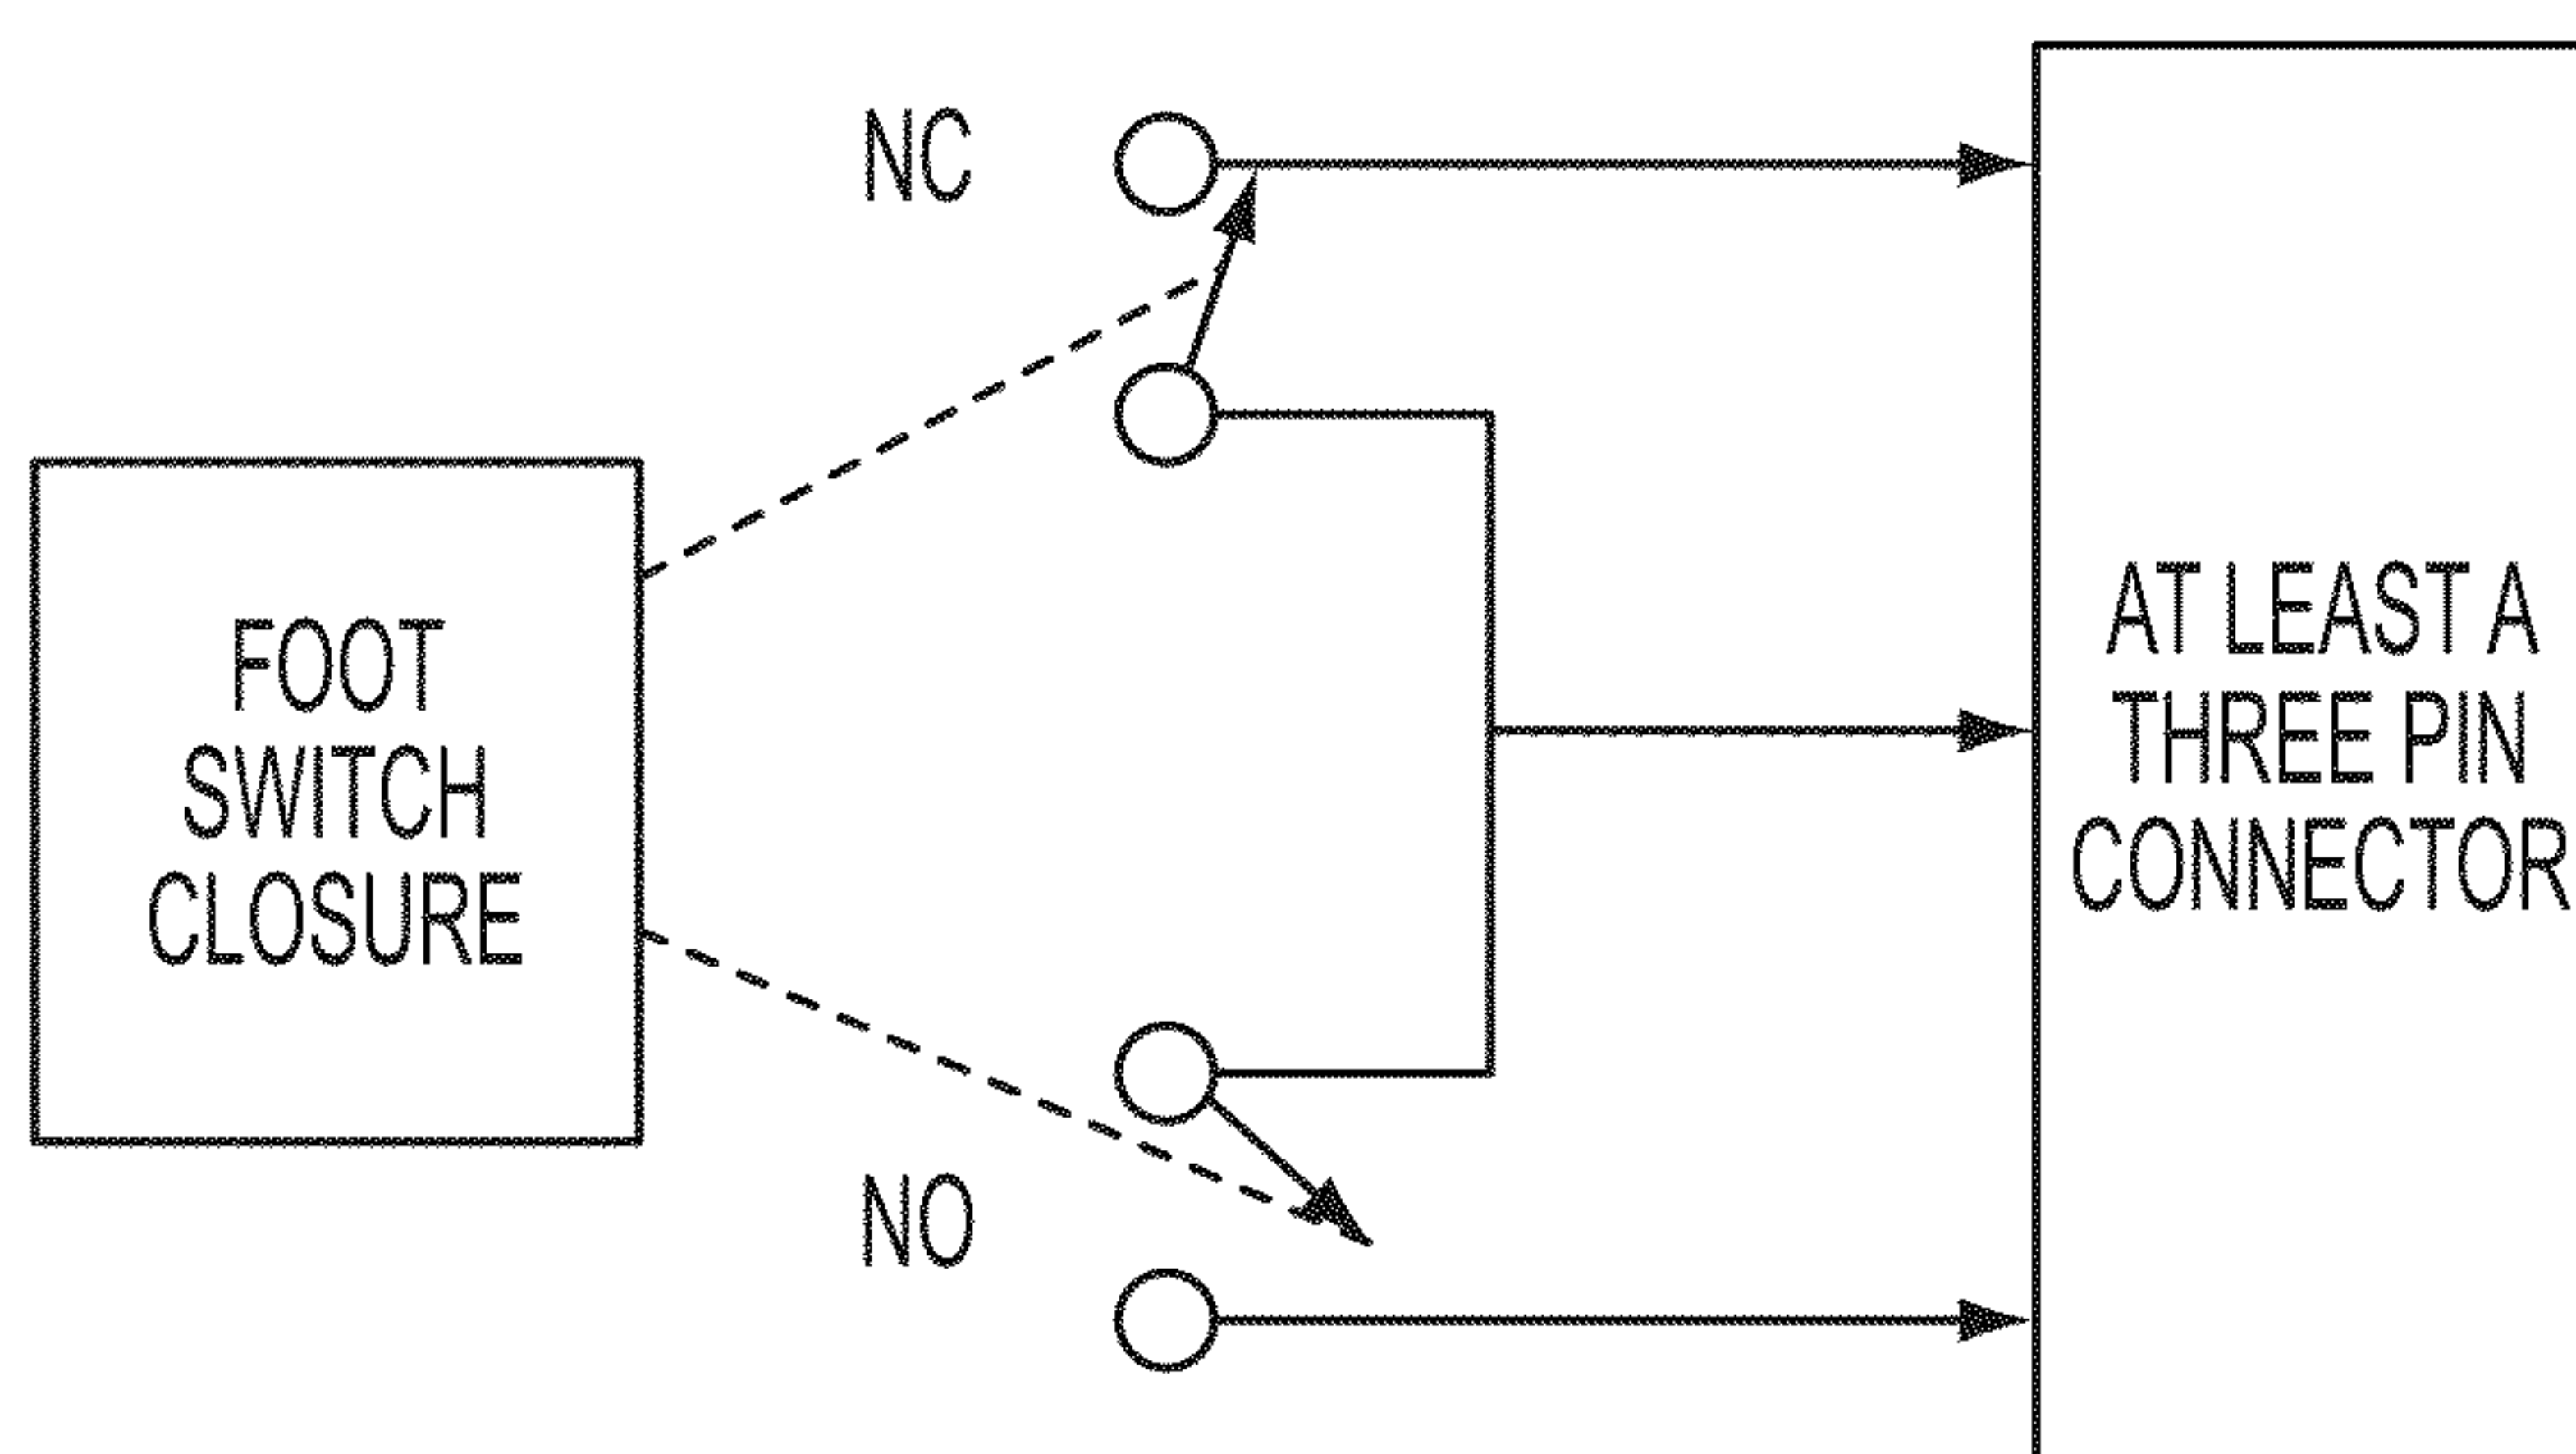 NC
FOOT
SWITCH
CLOSURE
NO
AT LEAST A
THREE PIN
CONNECTOR